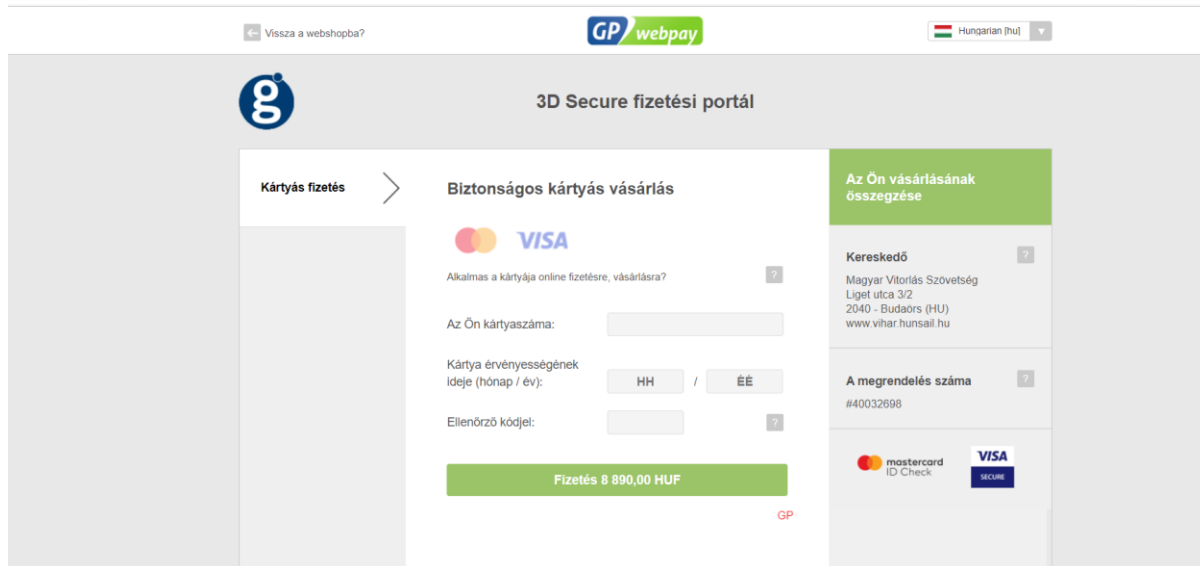 Vissza a webshopba?
GP webpay
Hungarian [hu]
g
3D Secure fizetési portál
Kártyás fizetés
Biztonságos kártyás vásárlás
VISA
Alkalmas a kártyája online fizetésre, vásárlásra? ?
Az Ön kártyaszáma:
Kártya érvényességének
ideje (hónap / év):
HH / ÉÉ
Ellenőrző kódjel: ?
Fizetés 8 890,00 HUF
GP
Az Ön vásárlásának
összegzése
Kereskedő ?
Magyar Vitorlás Szövetség
Liget utca 3/2
2040 - Budaörs (HU)
www.vihar.hunsail.hu
A megrendelés száma ?
#40032698
mastercard
ID Check
VISA
SECURE